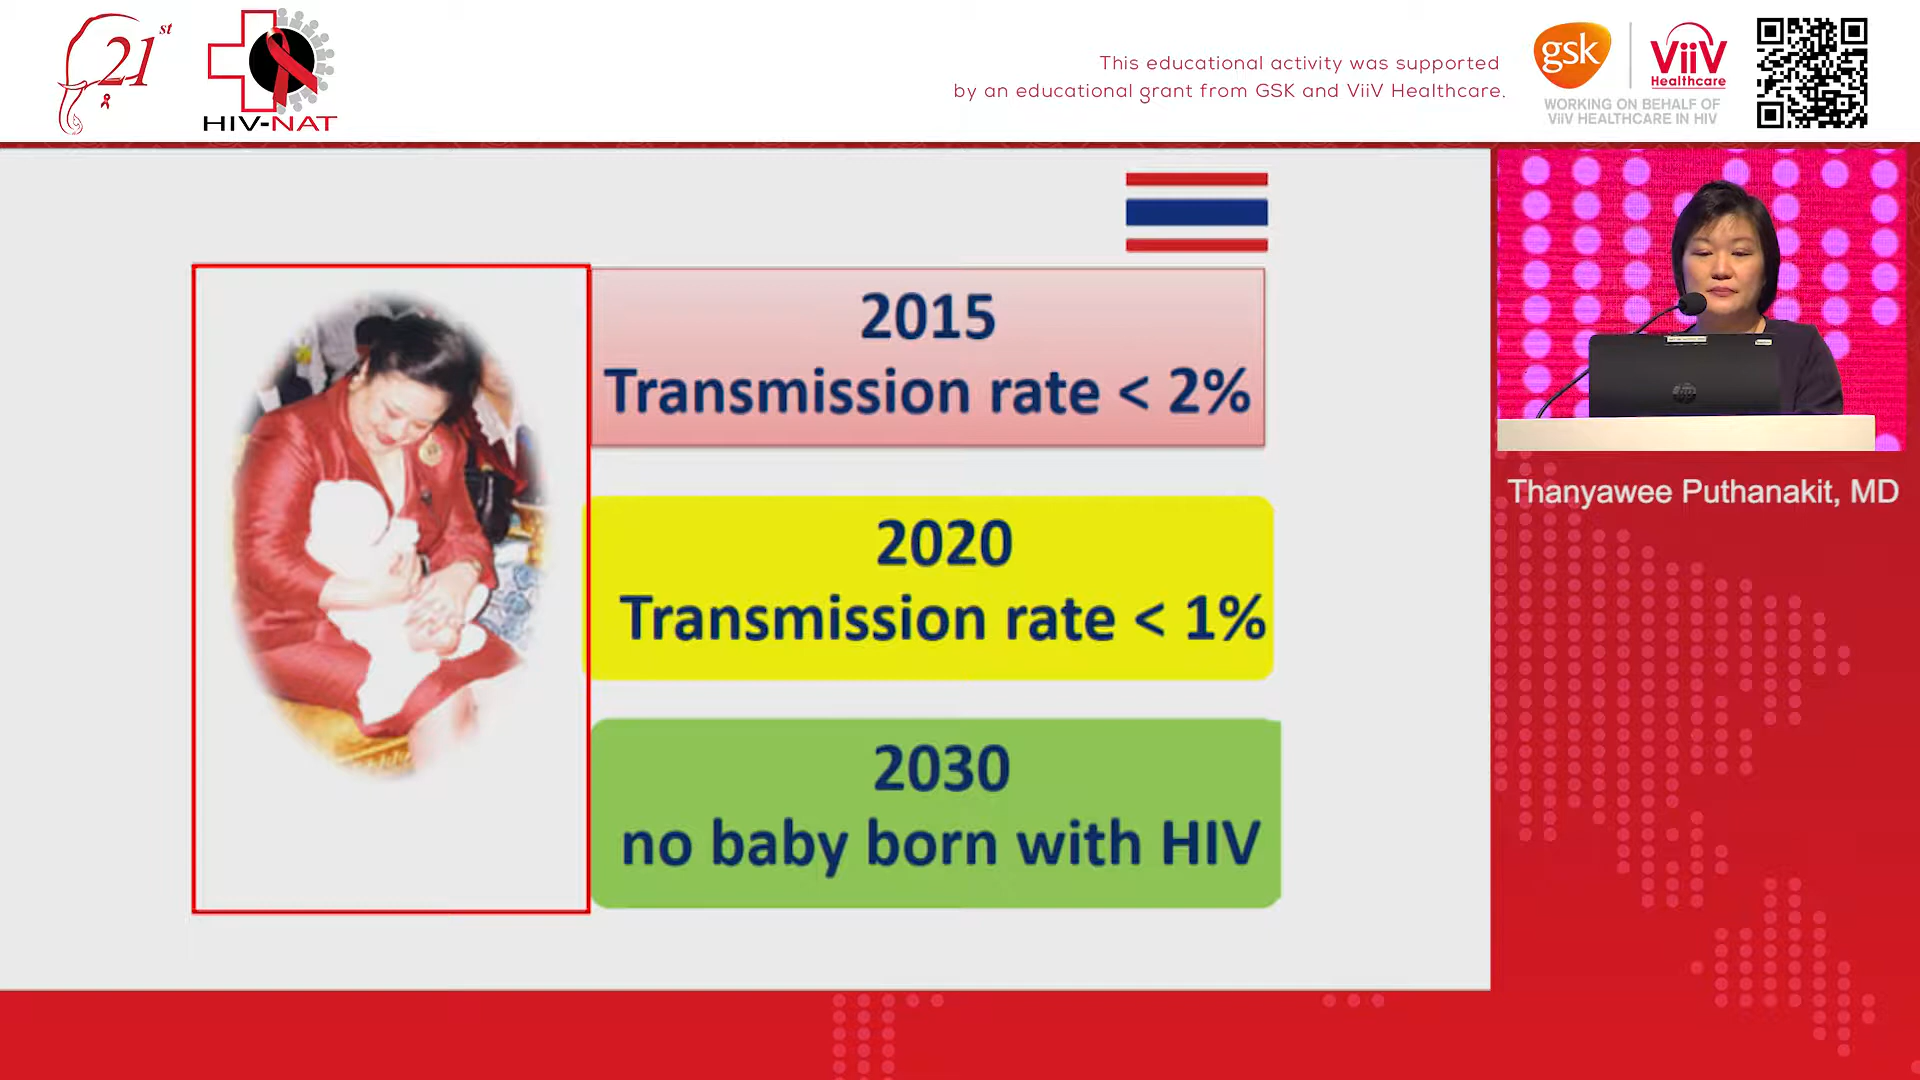 21st
HIV-NAT
This educational activity was supported
by an educational grant from GSK and ViiV Healthcare.
gsk
ViiV
Healthcare
WORKING ON BEHALF OF
ViiV HEALTHCARE IN HIV
2015
Transmission rate < 2%
2020
Transmission rate < 1%
2030
no baby born with HIV
hp
Thanyawee Puthanakit, MD